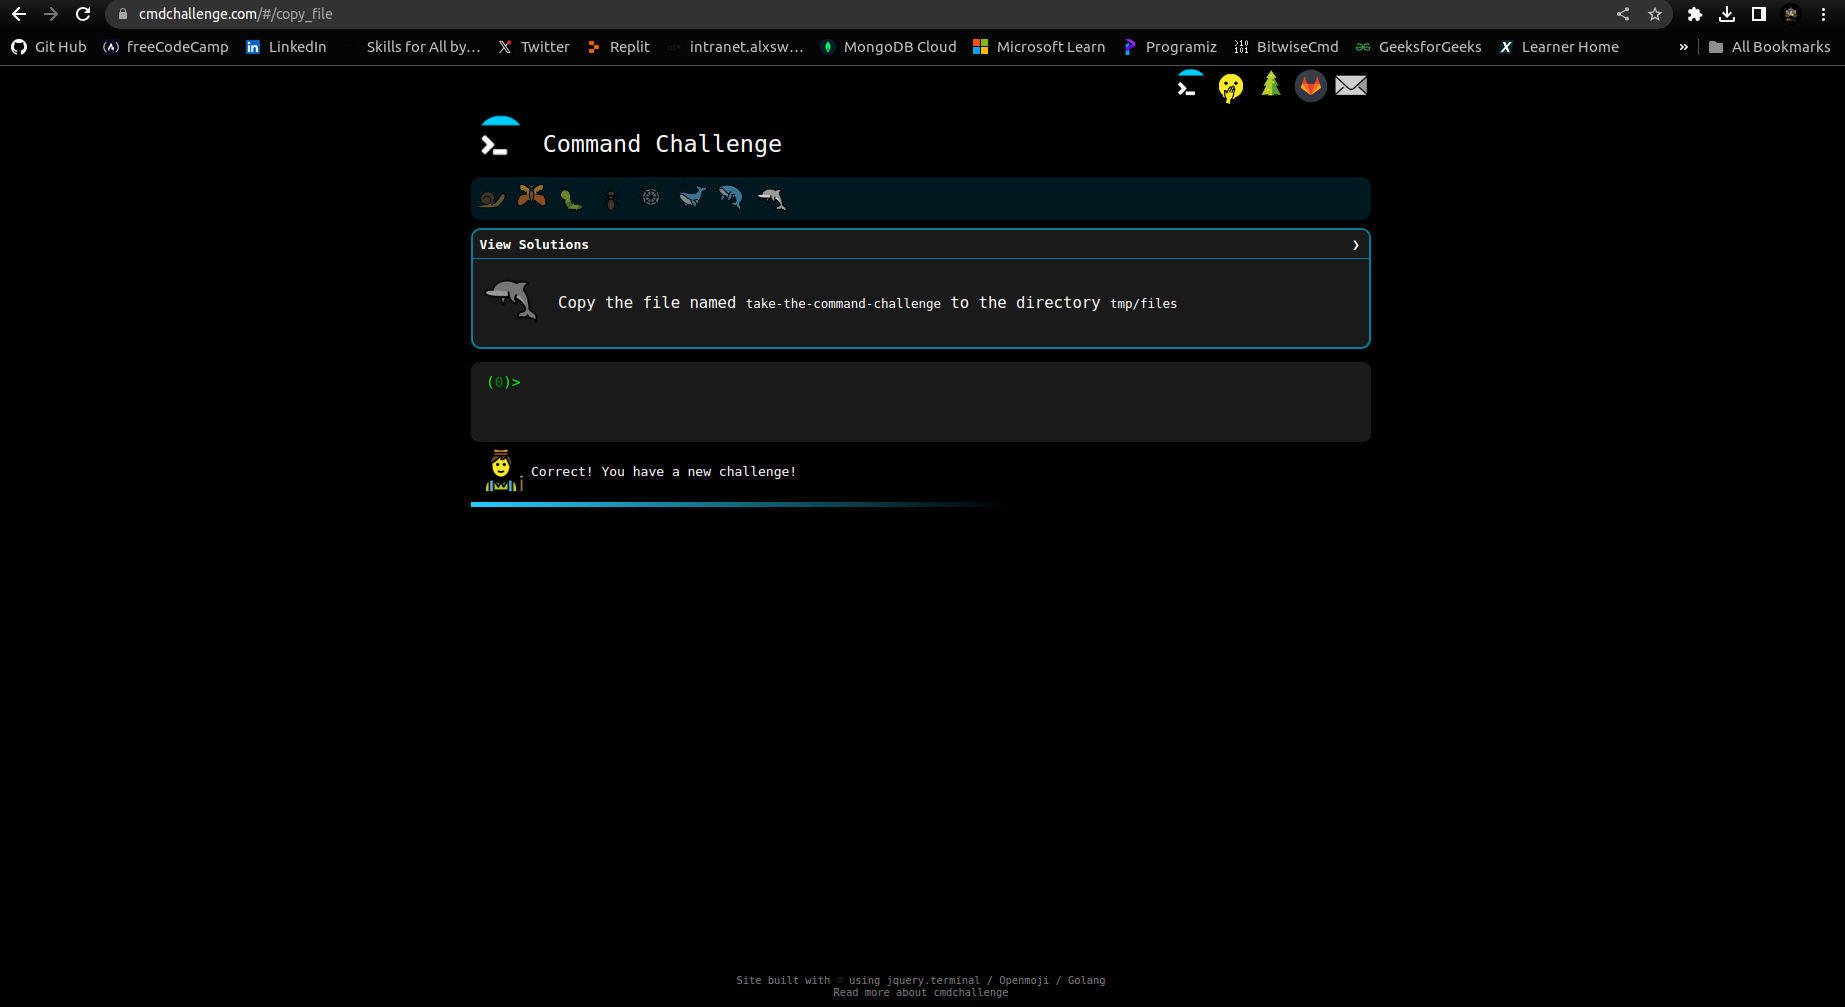 cmdchallenge.com/#/copy_file
Git Hub freeCodeCamp LinkedIn Skills for All by... Twitter Replit intranet.alxsw... MongoDB Cloud Microsoft Learn Programiz BitwiseCmd GeeksforGeeks Learner Home » All Bookmarks
Command Challenge
View Solutions ❯
Copy the file named take-the-command-challenge to the directory tmp/files
(0)>
Correct! You have a new challenge!
Site built with ♡ using jquery.terminal / Openmoji / Golang
Read more about cmdchallenge